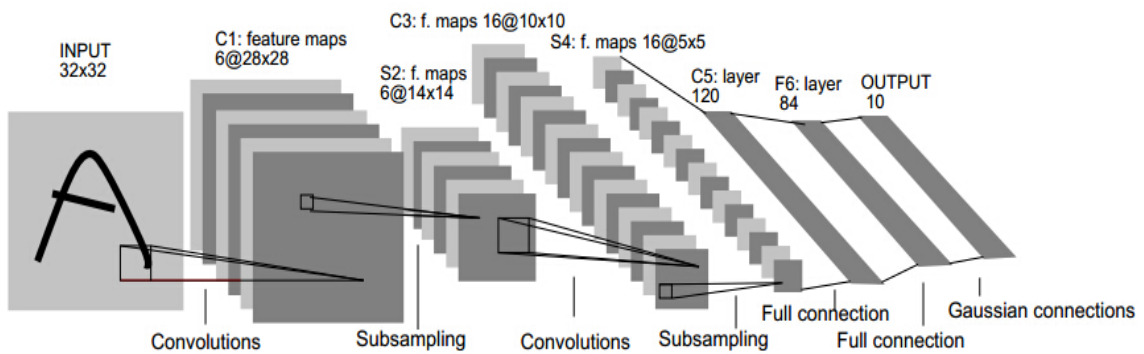 INPUT
32x32
C1: feature maps
6@28x28
S2: f. maps
6@14x14
C3: f. maps 16@10x10
S4: f. maps 16@5x5
C5: layer
120
F6: layer
84
OUTPUT
10
Convolutions
Subsampling
Convolutions
Subsampling
Full connection
Full connection
Gaussian connections